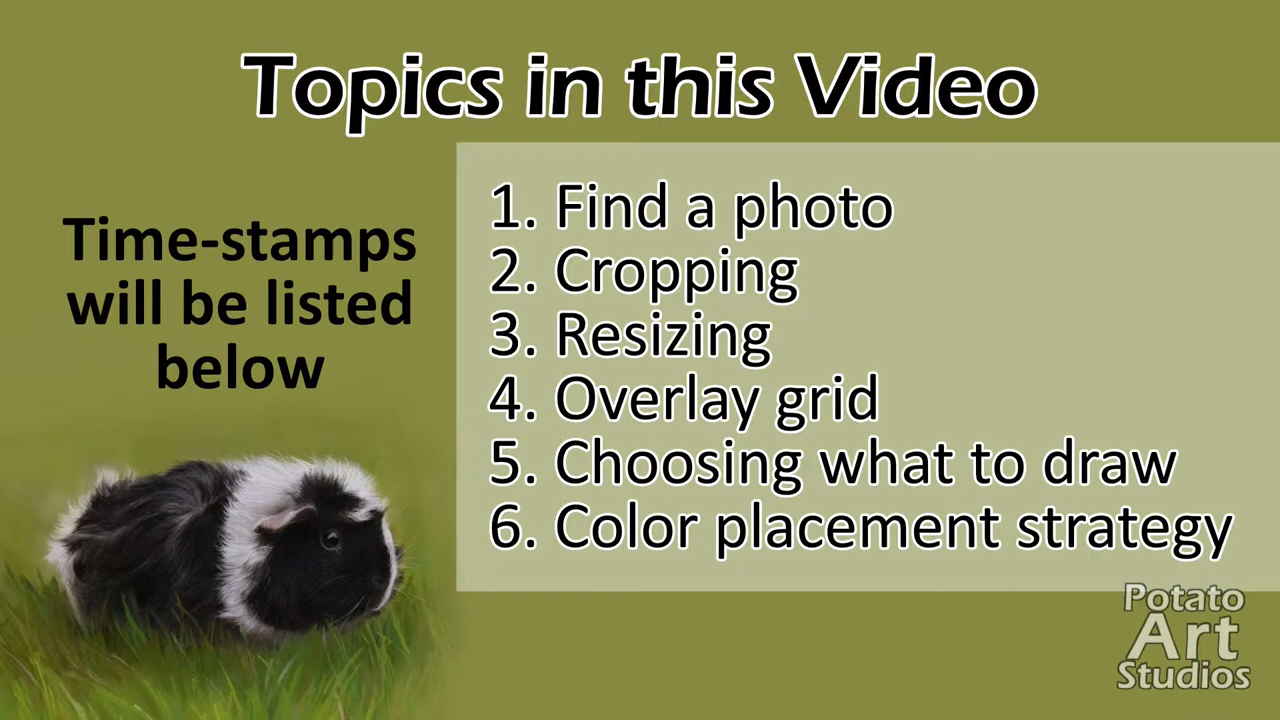 Topics in this Video
Time-stamps
will be listed
below
1. Find a photo
2. Cropping
3. Resizing
4. Overlay grid
5. Choosing what to draw
6. Color placement strategy
Potato
Art
Studios